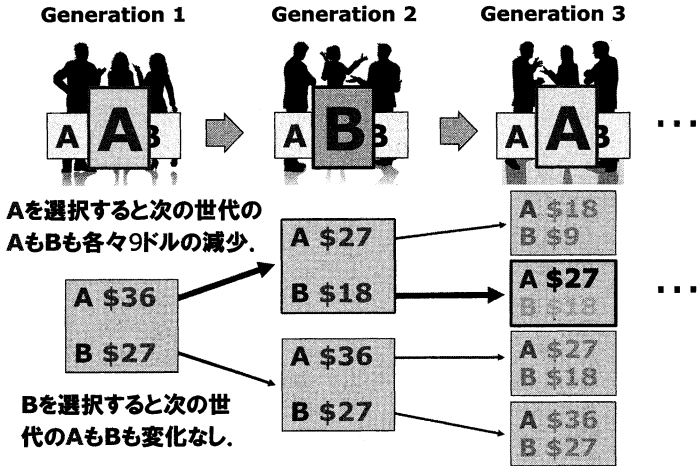 Generation 1
Generation 2
Generation 3
A A B
A B B
A A B
...
Aを選択すると次の世代の
AもBも各々9ドルの減少.
A $36
B $27
Bを選択すると次の世
代のAもBも変化なし.
A $27
B $18
A $36
B $27
A $18
B $9
A $27
B $18
A $27
B $18
A $36
B $27
...